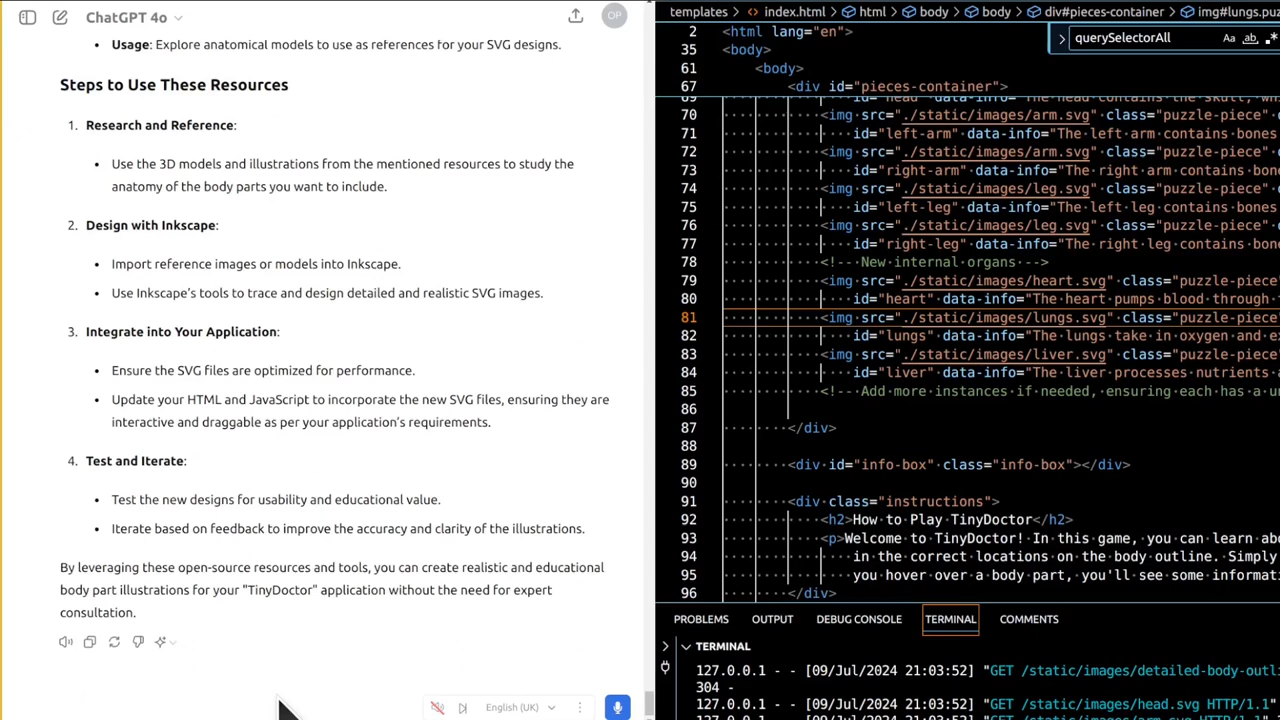 ChatGPT 4o
OP
• Usage: Explore anatomical models to use as references for your SVG designs.
Steps to Use These Resources
1. Research and Reference:
• Use the 3D models and illustrations from the mentioned resources to study the
anatomy of the body parts you want to include.
2. Design with Inkscape:
• Import reference images or models into Inkscape.
• Use Inkscape's tools to trace and design detailed and realistic SVG images.
3. Integrate into Your Application:
• Ensure the SVG files are optimized for performance.
• Update your HTML and JavaScript to incorporate the new SVG files, ensuring they are
interactive and draggable as per your application's requirements.
4. Test and Iterate:
• Test the new designs for usability and educational value.
• Iterate based on feedback to improve the accuracy and clarity of the illustrations.
By leveraging these open-source resources and tools, you can create realistic and educational
body part illustrations for your "TinyDoctor" application without the need for expert
consultation.
English (UK)
templates > index.html > html > body > body > div#pieces-container > img#lungs.puz
querySelectorAll
Aa ab
2 <html lang="en">
35 <body>
61 <body>
67 <div id="pieces-container">
69 id="head" data-info="The head contains the skull, wh
70 <img src="./static/images/arm.svg" class="puzzle-piece"
71 id="left-arm" data-info="The left arm contains bones
72 <img src="./static/images/arm.svg" class="puzzle-piece"
73 id="right-arm" data-info="The right arm contains bones
74 <img src="./static/images/leg.svg" class="puzzle-piece"
75 id="left-leg" data-info="The left leg contains bones
76 <img src="./static/images/leg.svg" class="puzzle-piece"
77 id="right-leg" data-info="The right leg contains bones
78 <!-- New internal organs -->
79 <img src="./static/images/heart.svg" class="puzzle-piece
80 id="heart" data-info="The heart pumps blood through
81 <img src="./static/images/lungs.svg" class="puzzle-piece
82 id="lungs" data-info="The lungs take in oxygen and ex
83 <img src="./static/images/liver.svg" class="puzzle-piece
84 id="liver" data-info="The liver processes nutrients a
85 <!-- Add more instances if needed, ensuring each has a un
86
87 </div>
88
89 <div id="info-box" class="info-box"></div>
90
91 <div class="instructions">
92 <h2>How to Play TinyDoctor</h2>
93 <p>Welcome to TinyDoctor! In this game, you can learn abo
94 in the correct locations on the body outline. Simply
95 you hover over a body part, you'll see some informati
96 </div>
PROBLEMS OUTPUT DEBUG CONSOLE TERMINAL COMMENTS
TERMINAL
127.0.0.1 - - [09/Jul/2024 21:03:52] "GET /static/images/detailed-body-outli
304 -
127.0.0.1 - - [09/Jul/2024 21:03:52] "GET /static/images/head.svg HTTP/1.1"